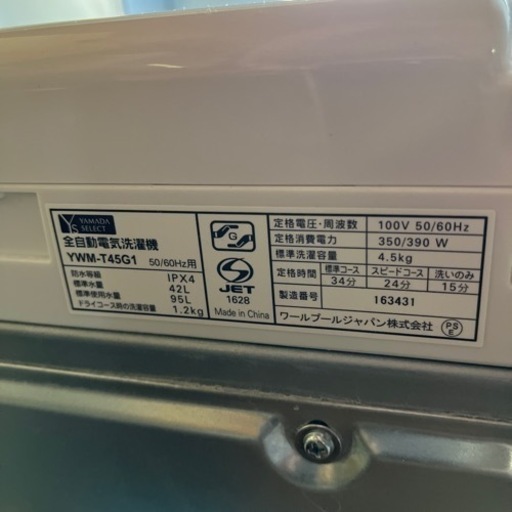 YS YAMADA SELECT
全自動電気洗濯機
YWM-T45G1 50/60Hz用
防水等級 IPX4
標準水量 42L
標準使用水量 95L
ドライコース時の洗濯容量 1.2kg
G
S JET
1628
Made in China
定格電圧・周波数 100V 50/60Hz
定格消費電力 350/390 W
標準洗濯容量 4.5kg
定格時間 標準コース スピードコース 洗いのみ
34分 24分 15分
製造番号 163431
ワールプールジャパン株式会社 PSE